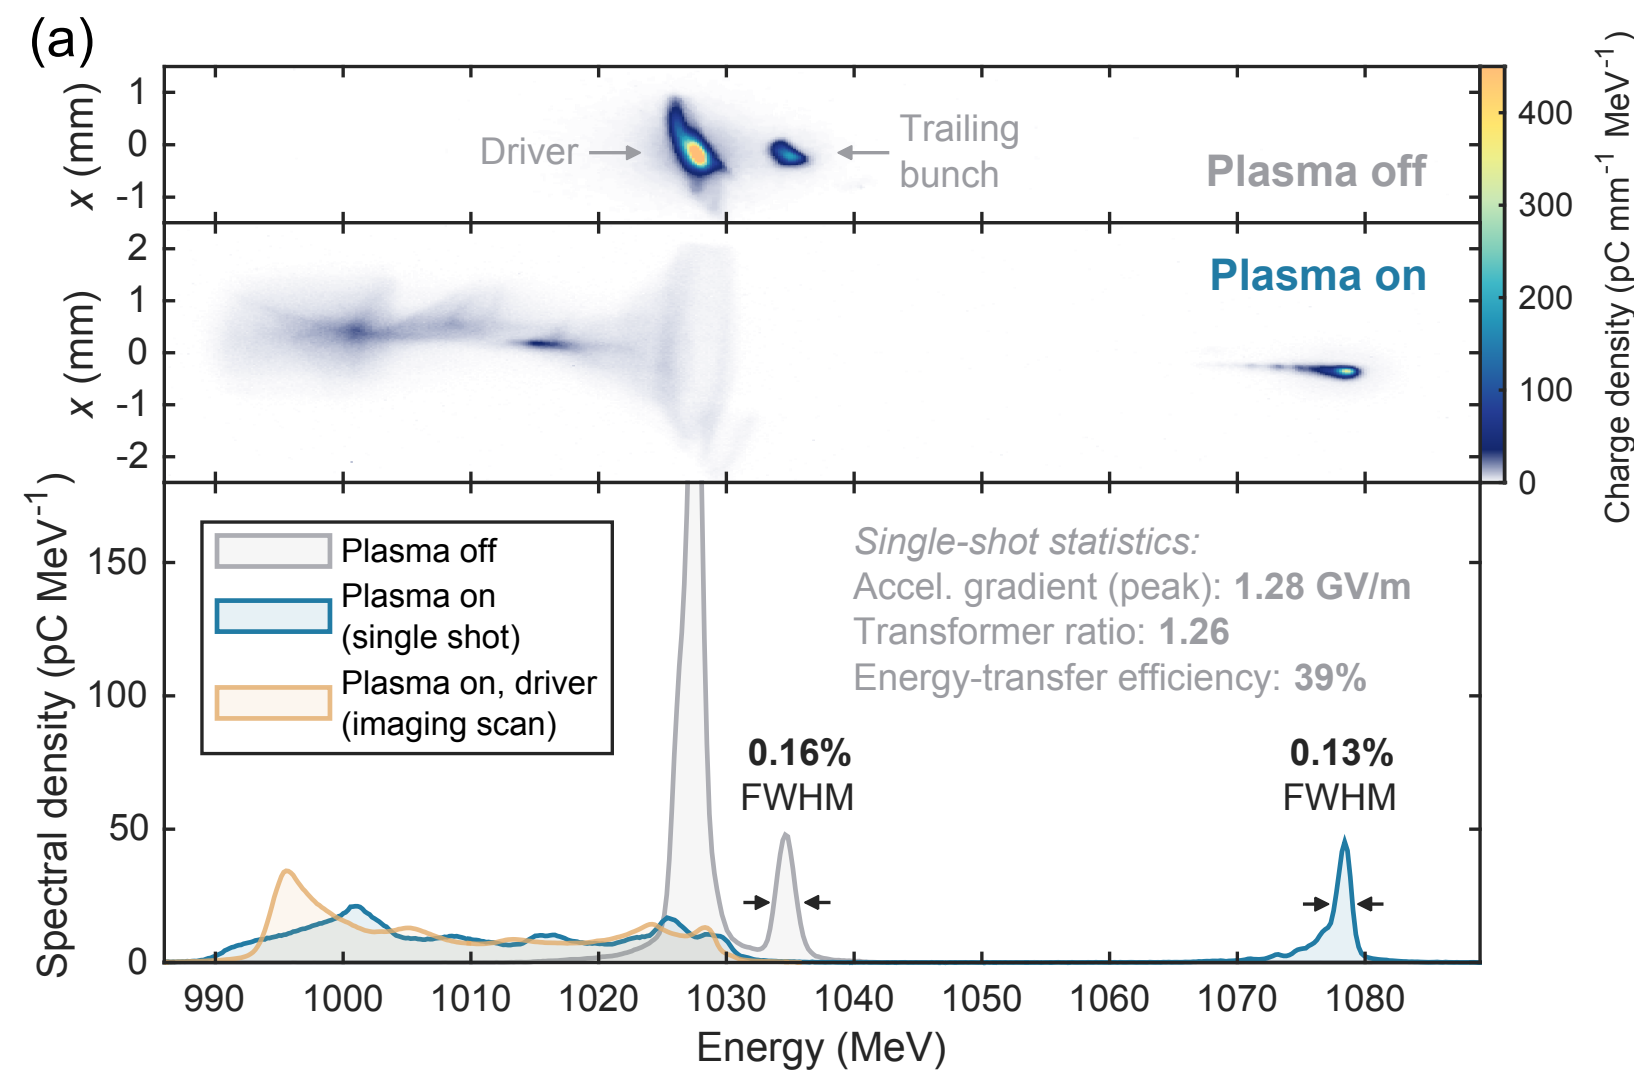 (a)
x (mm)
1
0
-1
Driver
Trailing
bunch
Plasma off
x (mm)
2
1
0
-1
-2
Plasma on
400
300
200
100
0
Charge density (pC mm⁻¹ MeV⁻¹)
Spectral density (pC MeV⁻¹)
150
100
50
0
Plasma off
Plasma on
(single shot)
Plasma on, driver
(imaging scan)
Single-shot statistics:
Accel. gradient (peak): 1.28 GV/m
Transformer ratio: 1.26
Energy-transfer efficiency: 39%
0.16%
FWHM
0.13%
FWHM
990 1000 1010 1020 1030 1040 1050 1060 1070 1080
Energy (MeV)